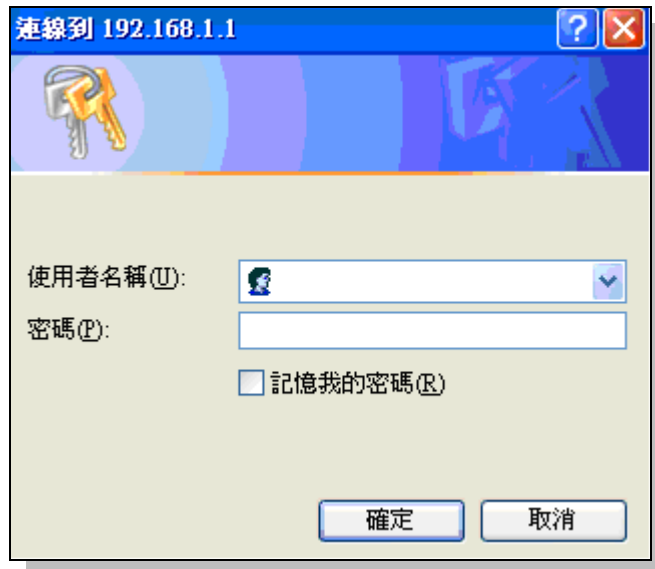 連線到 192.168.1.1
使用者名稱(U):
密碼(P):
記憶我的密碼(R)
確定 取消